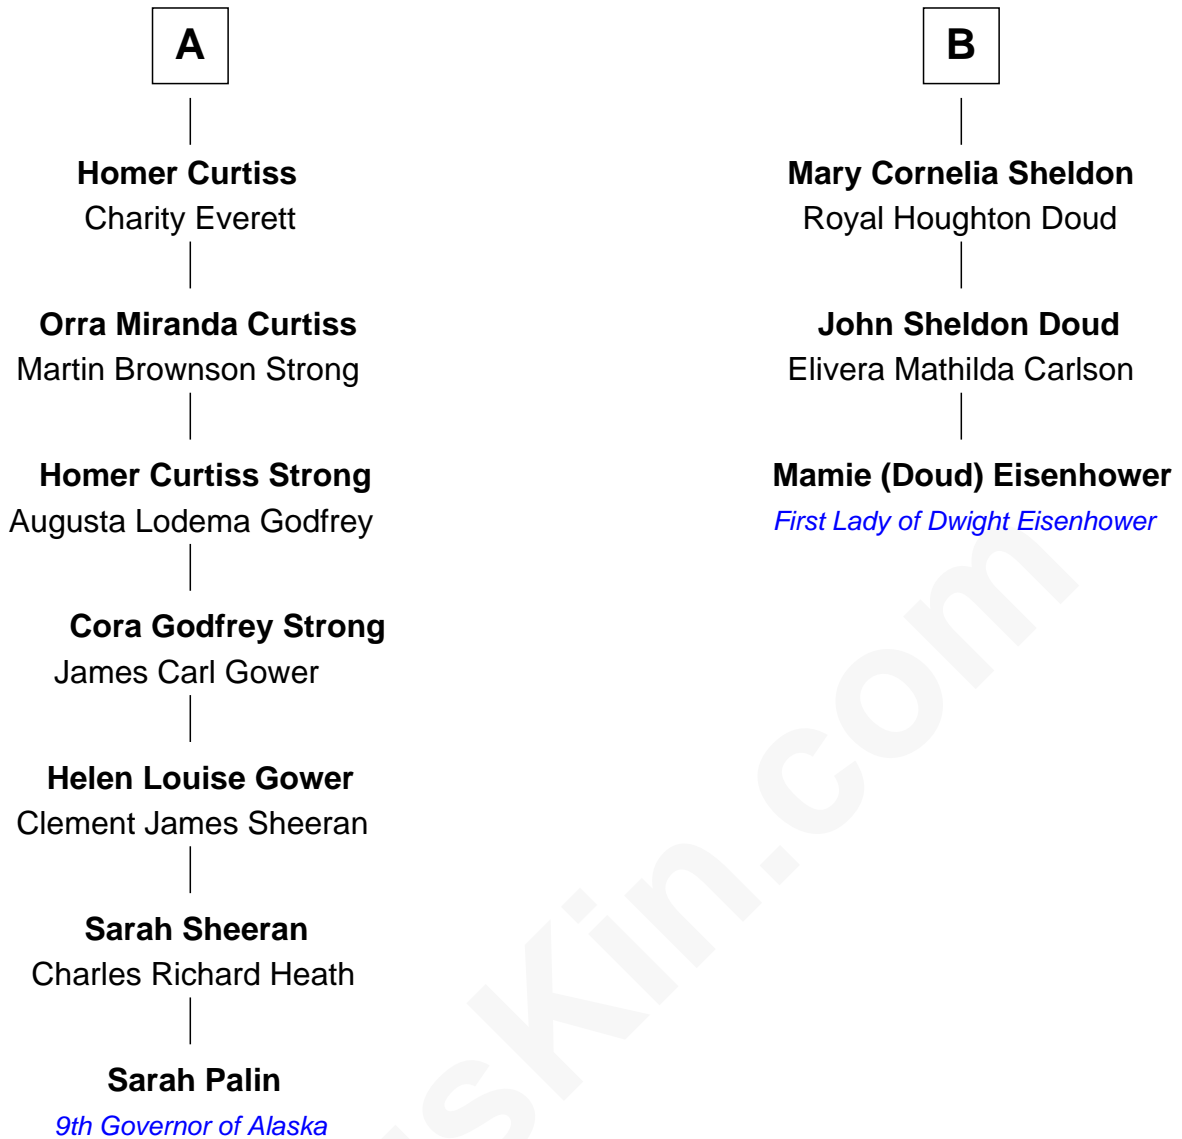 A
Homer Curtiss
Charity Everett
Orra Miranda Curtiss
Martin Brownson Strong
Homer Curtiss Strong
Augusta Lodema Godfrey
Cora Godfrey Strong
James Carl Gower
Helen Louise Gower
Clement James Sheeran
Sarah Sheeran
Charles Richard Heath
Sarah Palin
9th Governor of Alaska
B
Mary Cornelia Sheldon
Royal Houghton Doud
John Sheldon Doud
Elivera Mathilda Carlson
Mamie (Doud) Eisenhower
First Lady of Dwight Eisenhower